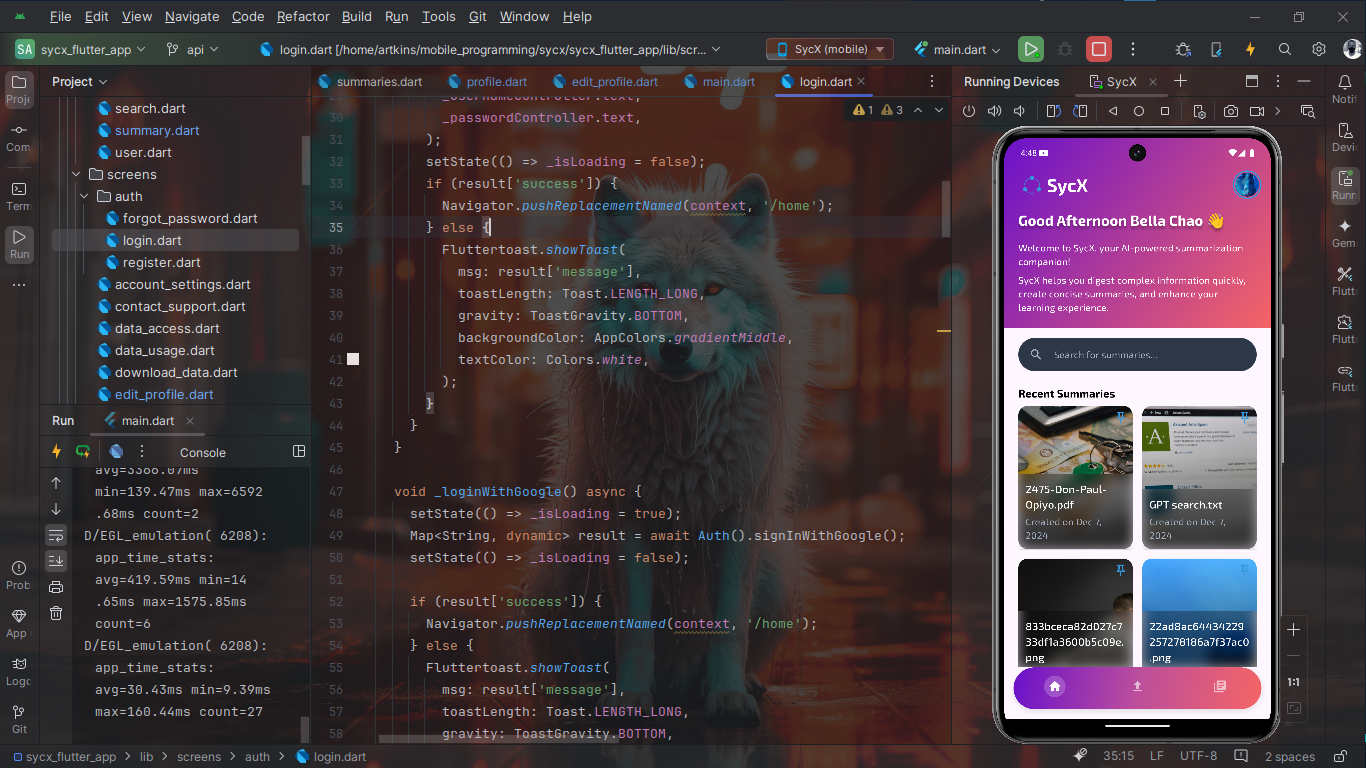 File Edit View Navigate Code Refactor Build Run Tools Git Window Help
SA sycx_flutter_app api login.dart [/home/artkins/mobile_programming/sycx/sycx_flutter_app/lib/scr... SycX (mobile) main.dart
Project
search.dart
summary.dart
user.dart
screens
auth
forgot_password.dart
login.dart
register.dart
account_settings.dart
contact_support.dart
data_access.dart
data_usage.dart
download_data.dart
edit_profile.dart
Proje
Com
Term
Run
Prob
App
Logc
Git
Run main.dart
Console
min=139.47ms max=6592
.68ms count=2
D/EGL_emulation( 6208):
app_time_stats:
avg=419.59ms min=14
.65ms max=1575.85ms
count=6
D/EGL_emulation( 6208):
app_time_stats:
avg=30.43ms min=9.39ms
max=160.44ms count=27
summaries.dart profile.dart edit_profile.dart main.dart login.dart
1 3
30 _passwordController.text,
31 );
32 setState(() => _isLoading = false);
33 if (result['success']) {
34 Navigator.pushReplacementNamed(context, '/home');
35 } else {
36 Fluttertoast.showToast(
37 msg: result['message'],
38 toastLength: Toast.LENGTH_LONG,
39 gravity: ToastGravity.BOTTOM,
40 backgroundColor: AppColors.gradientMiddle,
41 textColor: Colors.white,
42 );
43 }
44 }
45 }
46
47 void _loginWithGoogle() async {
48 setState(() => _isLoading = true);
49 Map<String, dynamic> result = await Auth().signInWithGoogle();
50 setState(() => _isLoading = false);
51
52 if (result['success']) {
53 Navigator.pushReplacementNamed(context, '/home');
54 } else {
55 Fluttertoast.showToast(
56 msg: result['message'],
57 toastLength: Toast.LENGTH_LONG,
58 gravity: ToastGravity.BOTTOM,
Running Devices SycX
4:48
SycX
Good Afternoon Bella Chao 👋
Welcome to SycX, your AI-powered summarization
companion!
SycX helps you digest complex information quickly,
create concise summaries, and enhance your
learning experience.
Search for summaries...
Recent Summaries
2475-Don-Paul-
Opiyo.pdf
Created on Dec 7,
2024
GPT search.txt
Created on Dec 7,
2024
833bceca82d027c7
33df1a3600b5c09e.
png
22ad8ac64434229
257278186a7f37ac0
.png
1:1
Notif
Devic
Runn
Gem
Flutt
Flutt
Flutt
sycx_flutter_app > lib > screens > auth > login.dart
35:15 LF UTF-8 2 spaces